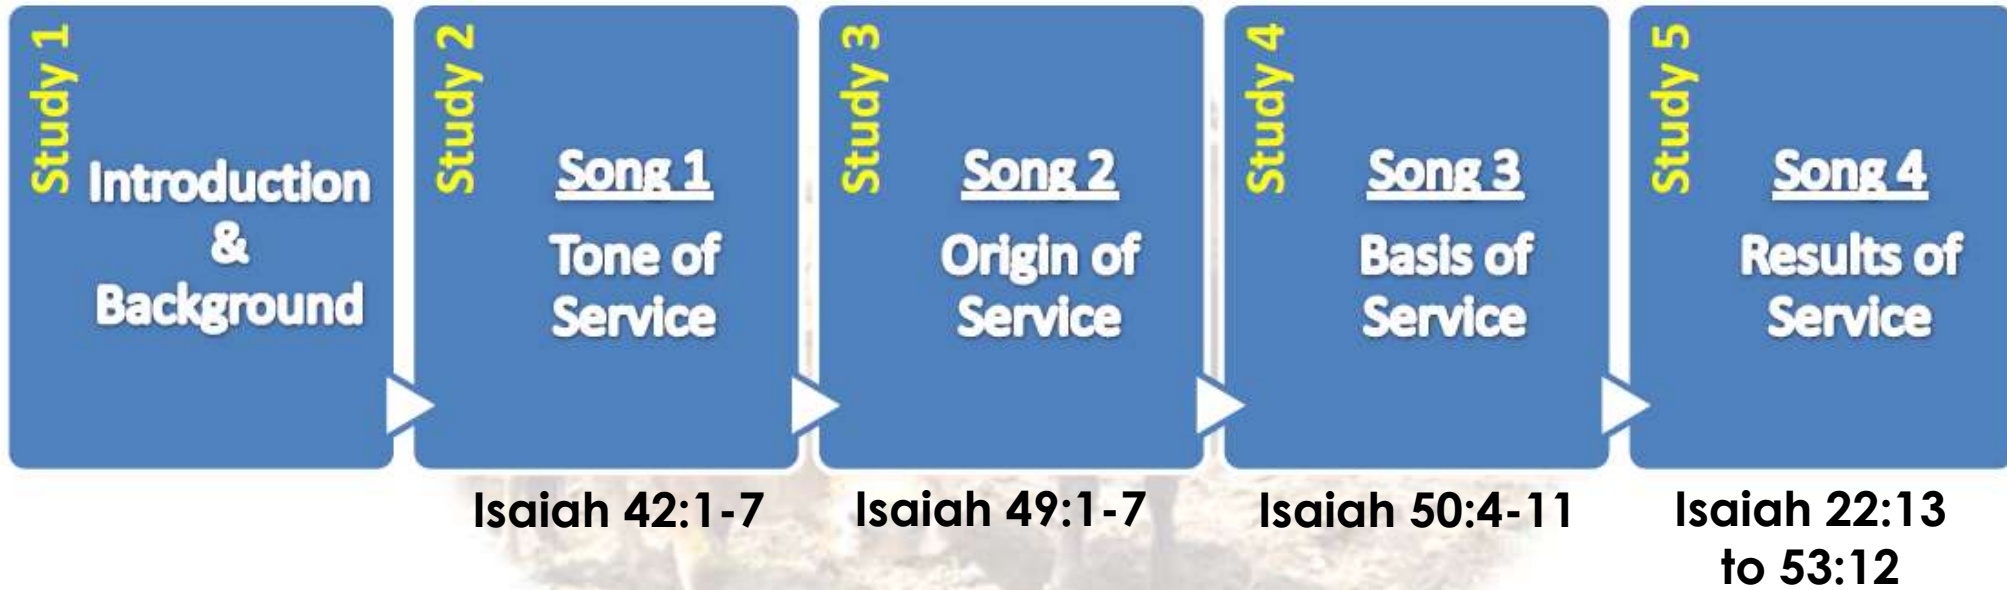 Study 1
Introduction
&
Background
Study 2
Song 1
Tone of
Service
Isaiah 42:1-7
Study 3
Song 2
Origin of
Service
Isaiah 49:1-7
Study 4
Song 3
Basis of
Service
Isaiah 50:4-11
Study 5
Song 4
Results of
Service
Isaiah 22:13
to 53:12